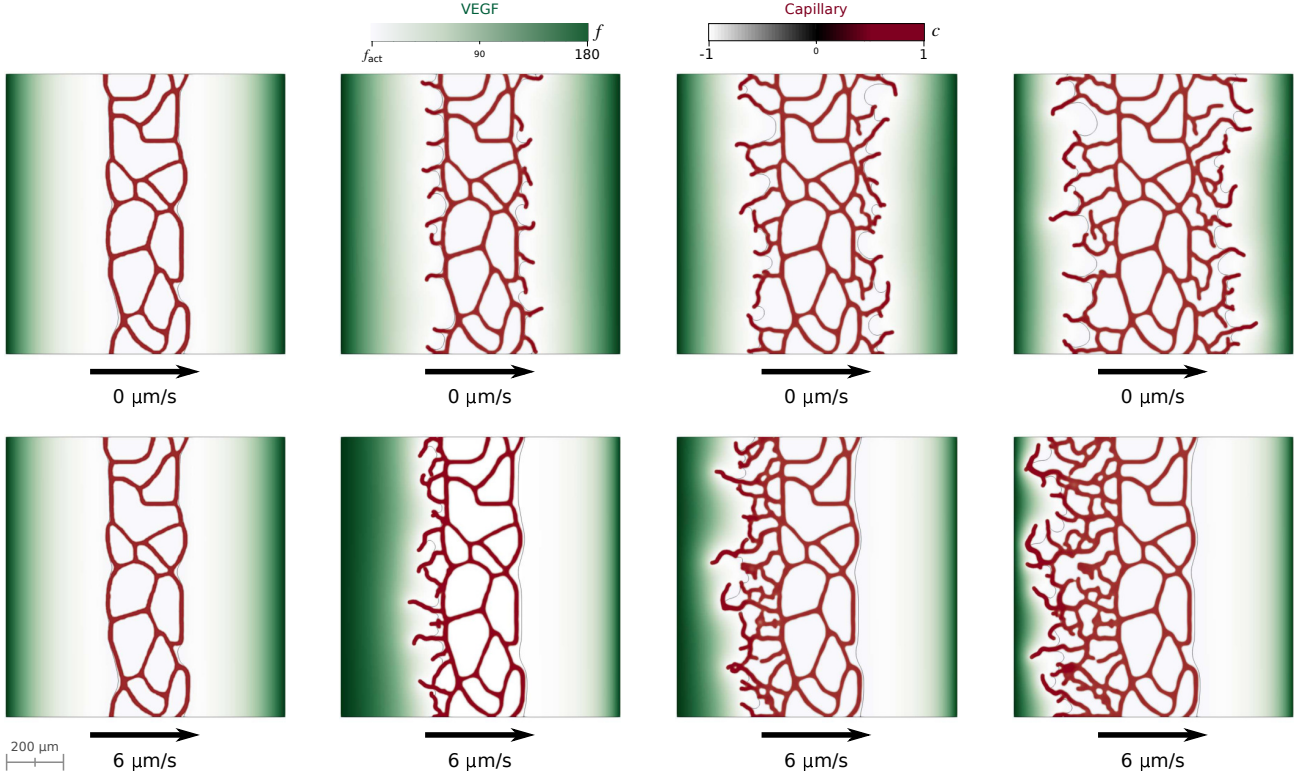 VEGF
Capillary
f
c
f_act 90 180
-1 0 1
0 µm/s 0 µm/s 0 µm/s 0 µm/s
200 µm
6 µm/s 6 µm/s 6 µm/s 6 µm/s